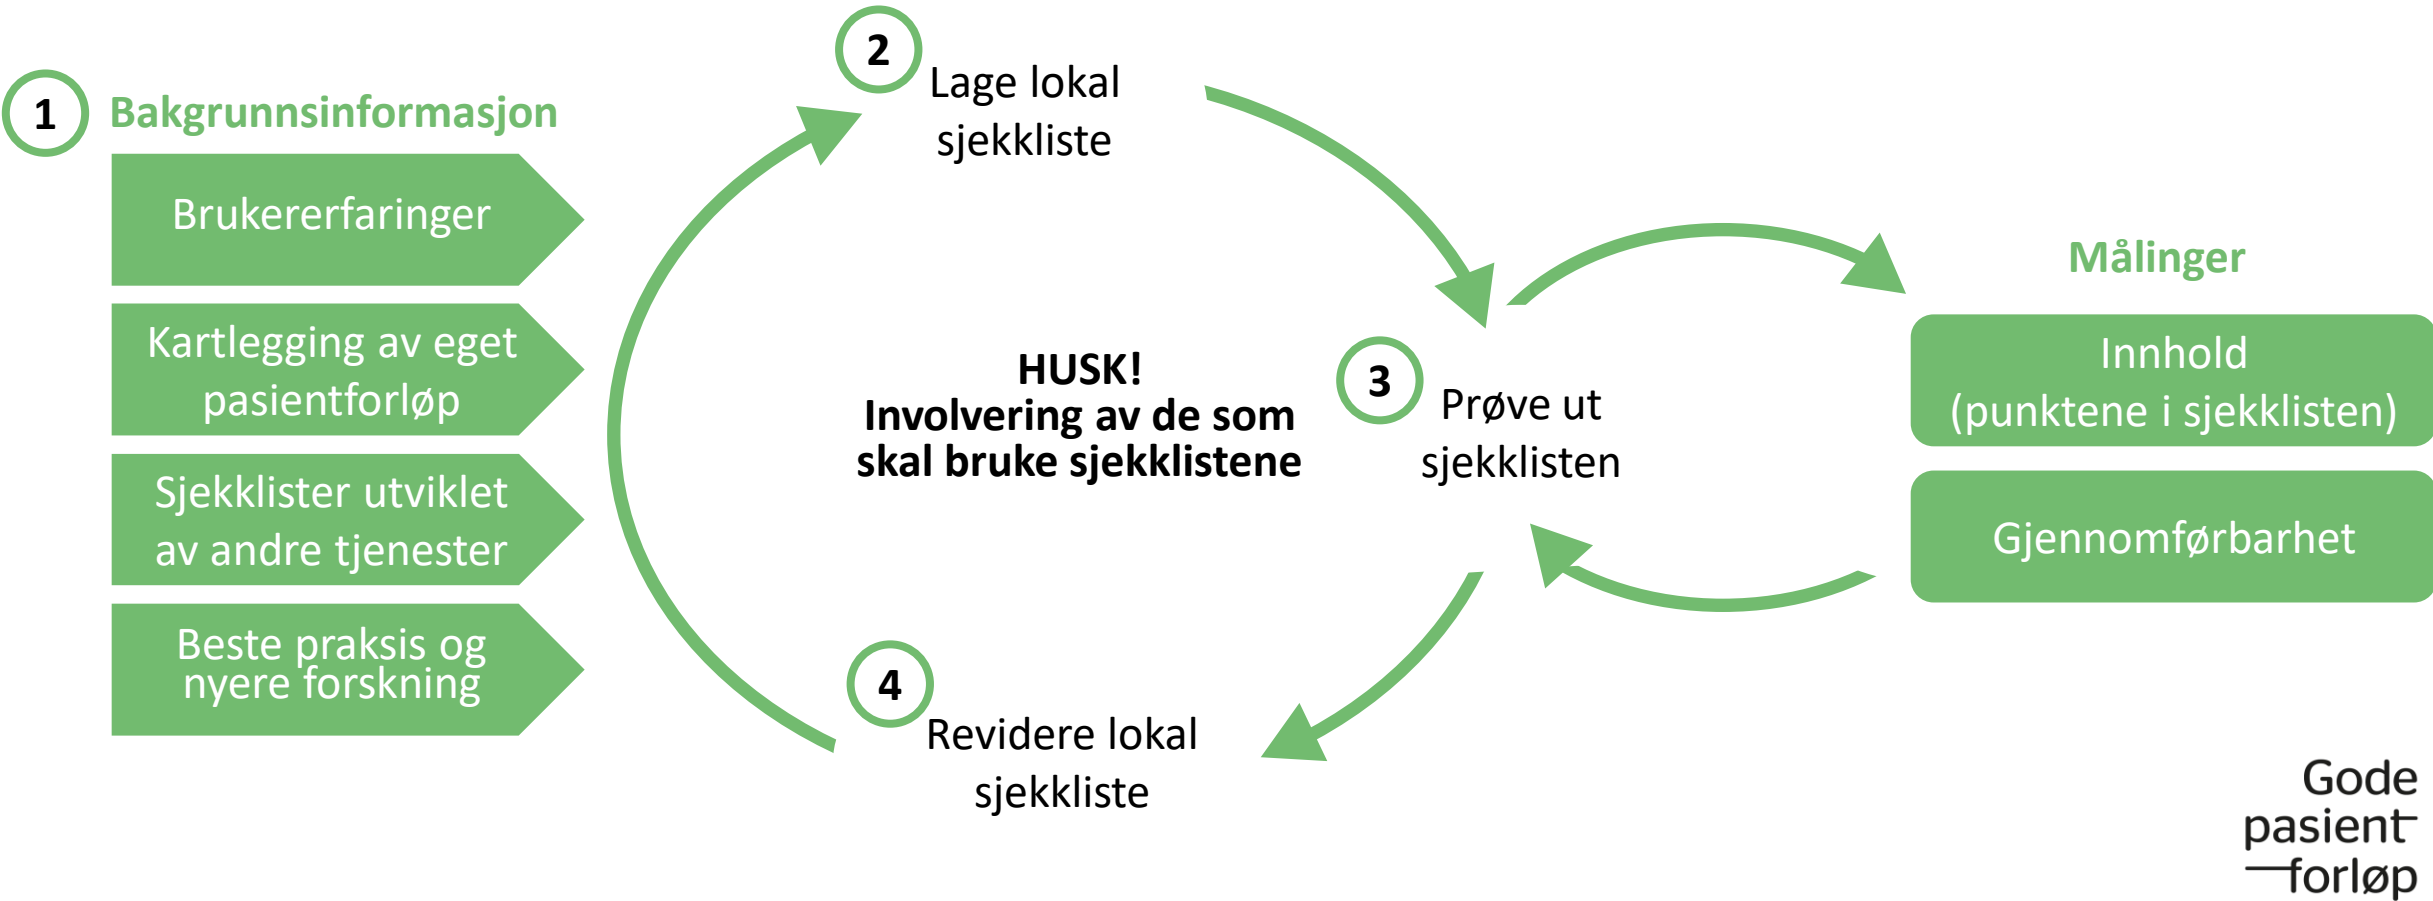 1
Bakgrunnsinformasjon
Brukererfaringer
Kartlegging av eget
pasientforløp
Sjekklister utviklet
av andre tjenester
Beste praksis og
nyere forskning
2
Lage lokal
sjekkliste
HUSK!
Involvering av de som
skal bruke sjekklistene
3
Prøve ut
sjekklisten
4
Revidere lokal
sjekkliste
Målinger
Innhold
(punktene i sjekklisten)
Gjennomførbarhet
Gode
pasient
forløp